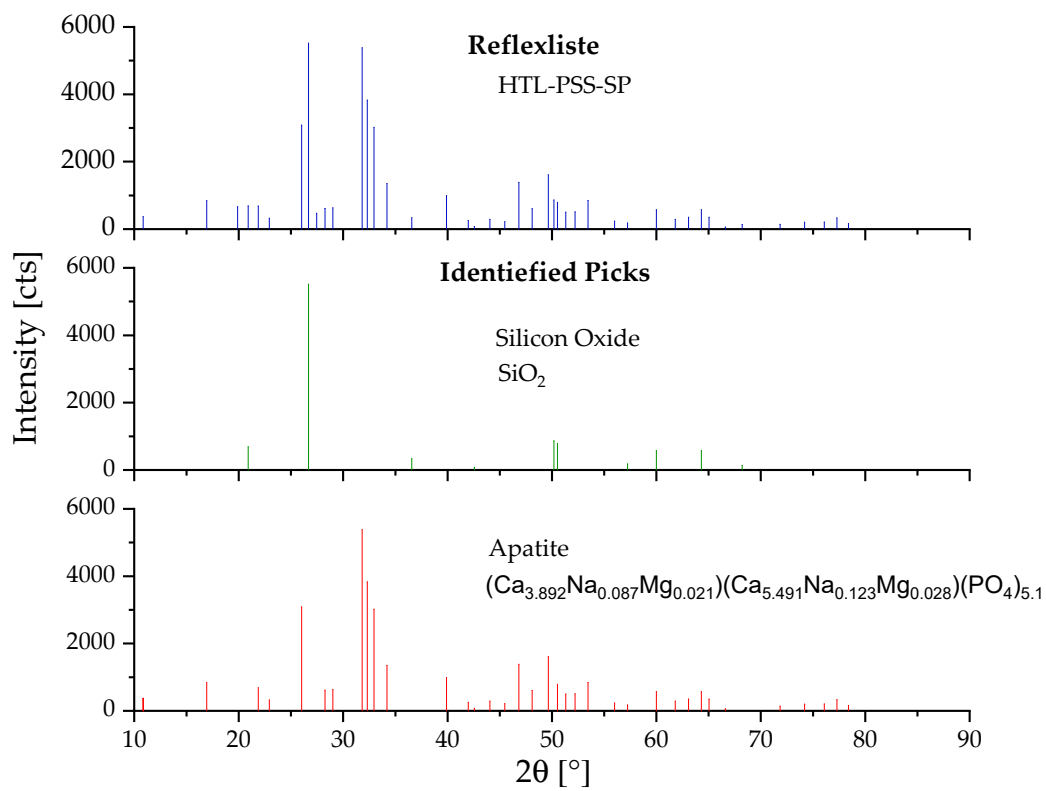 6000
4000
2000
0
Reflexliste
HTL-PSS-SP
Intensity [cts]
6000
4000
2000
0
Identiefied Picks
Silicon Oxide
SiO₂
6000
4000
2000
0
Apatite
(Ca₃.₈₉₂Na₀.₀₈₇Mg₀.₀₂₁)(Ca₅.₄₉₁Na₀.₁₂₃Mg₀.₀₂₈)(PO₄)₅.₁
10 20 30 40 50 60 70 80 90
2θ [°]